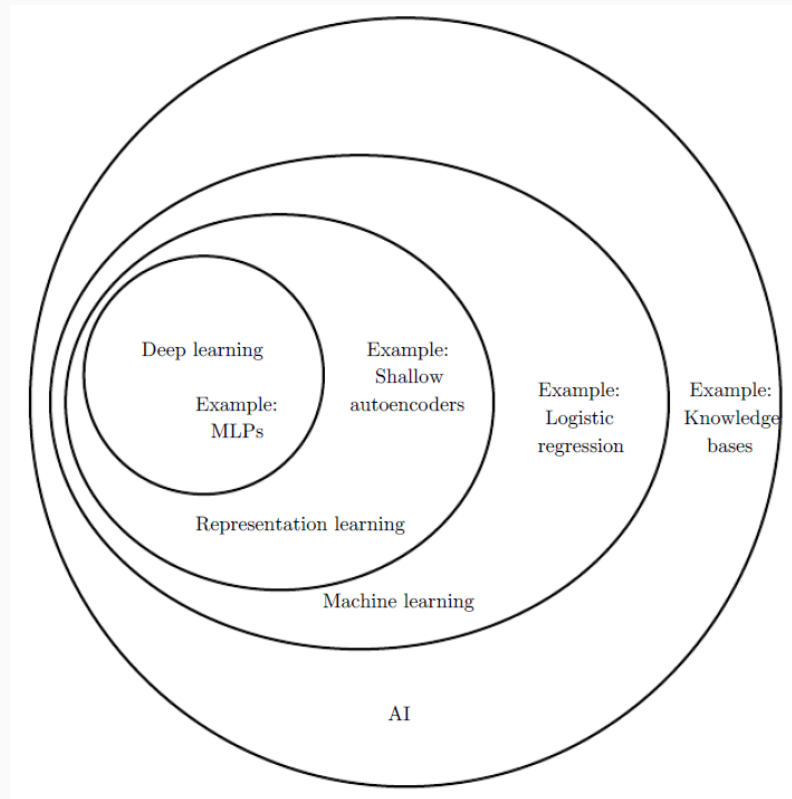 Deep learning
Example:
MLPs
Example:
Shallow
autoencoders
Example:
Logistic
regression
Example:
Knowledge
bases
Representation learning
Machine learning
AI